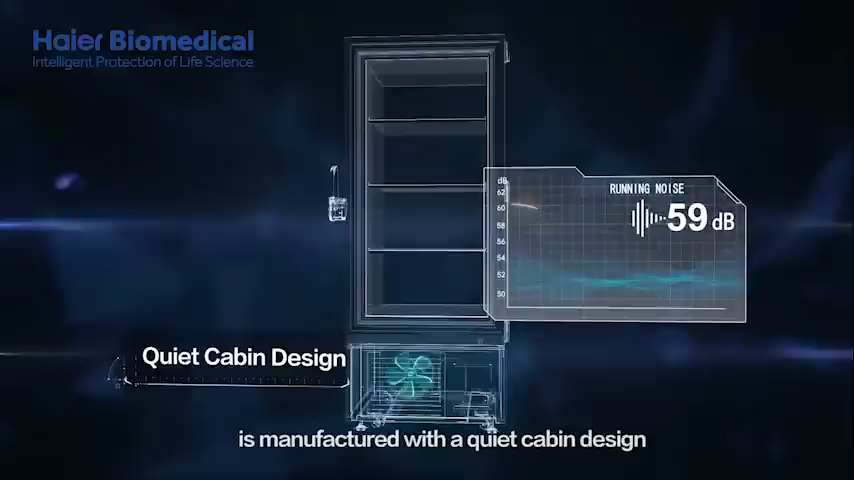 Haier Biomedical
Intelligent Protection of Life Science
dB
62
60
58
56
54
52
50
RUNNING NOISE
59 dB
Quiet Cabin Design
is manufactured with a quiet cabin design